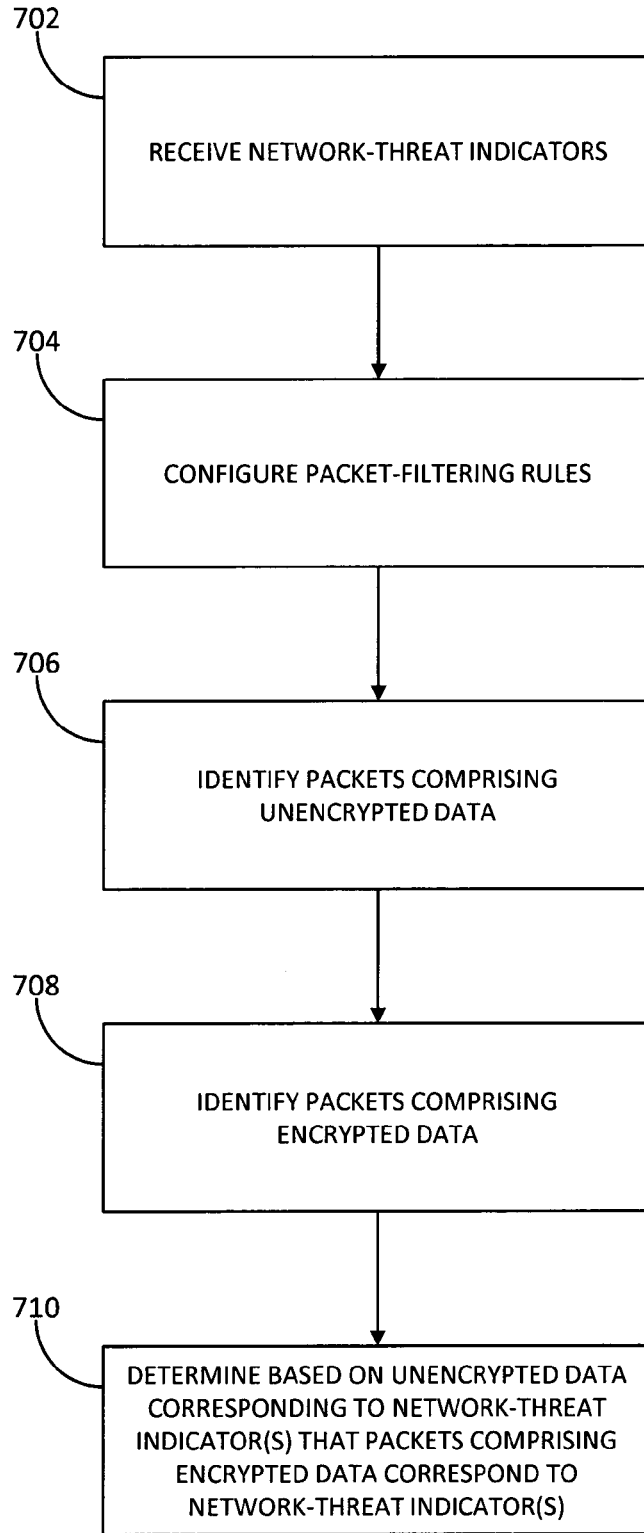 702
RECEIVE NETWORK-THREAT INDICATORS
704
CONFIGURE PACKET-FILTERING RULES
706
IDENTIFY PACKETS COMPRISING
UNENCRYPTED DATA
708
IDENTIFY PACKETS COMPRISING
ENCRYPTED DATA
710
DETERMINE BASED ON UNENCRYPTED DATA
CORRESPONDING TO NETWORK-THREAT
INDICATOR(S) THAT PACKETS COMPRISING
ENCRYPTED DATA CORRESPOND TO
NETWORK-THREAT INDICATOR(S)